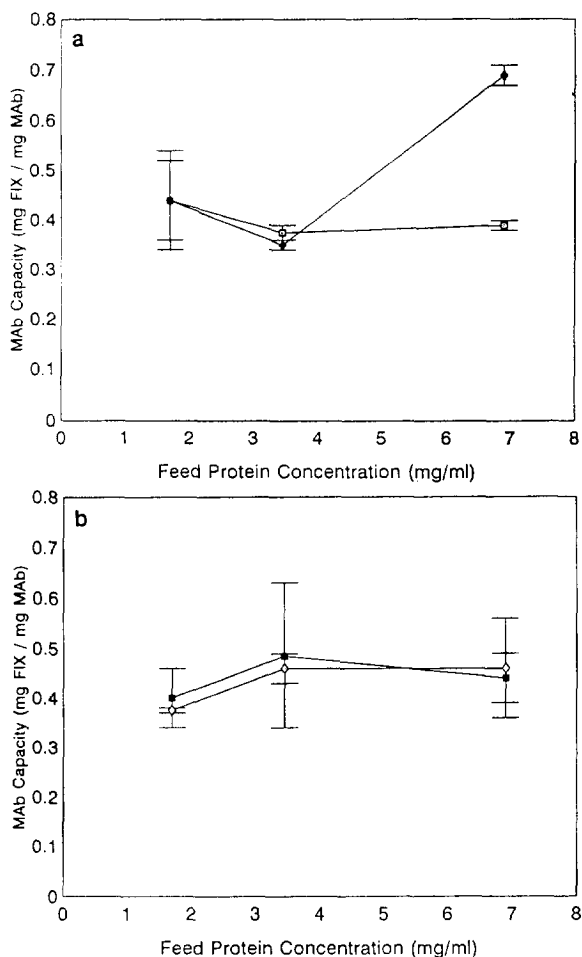 a
MAb Capacity (mg FIX / mg MAb)
0.8
0.7
0.6
0.5
0.4
0.3
0.2
0.1
0
0 1 2 3 4 5 6 7 8
Feed Protein Concentration (mg/ml)
b
MAb Capacity (mg FIX / mg MAb)
0.8
0.7
0.6
0.5
0.4
0.3
0.2
0.1
0
0 1 2 3 4 5 6 7 8
Feed Protein Concentration (mg/ml)